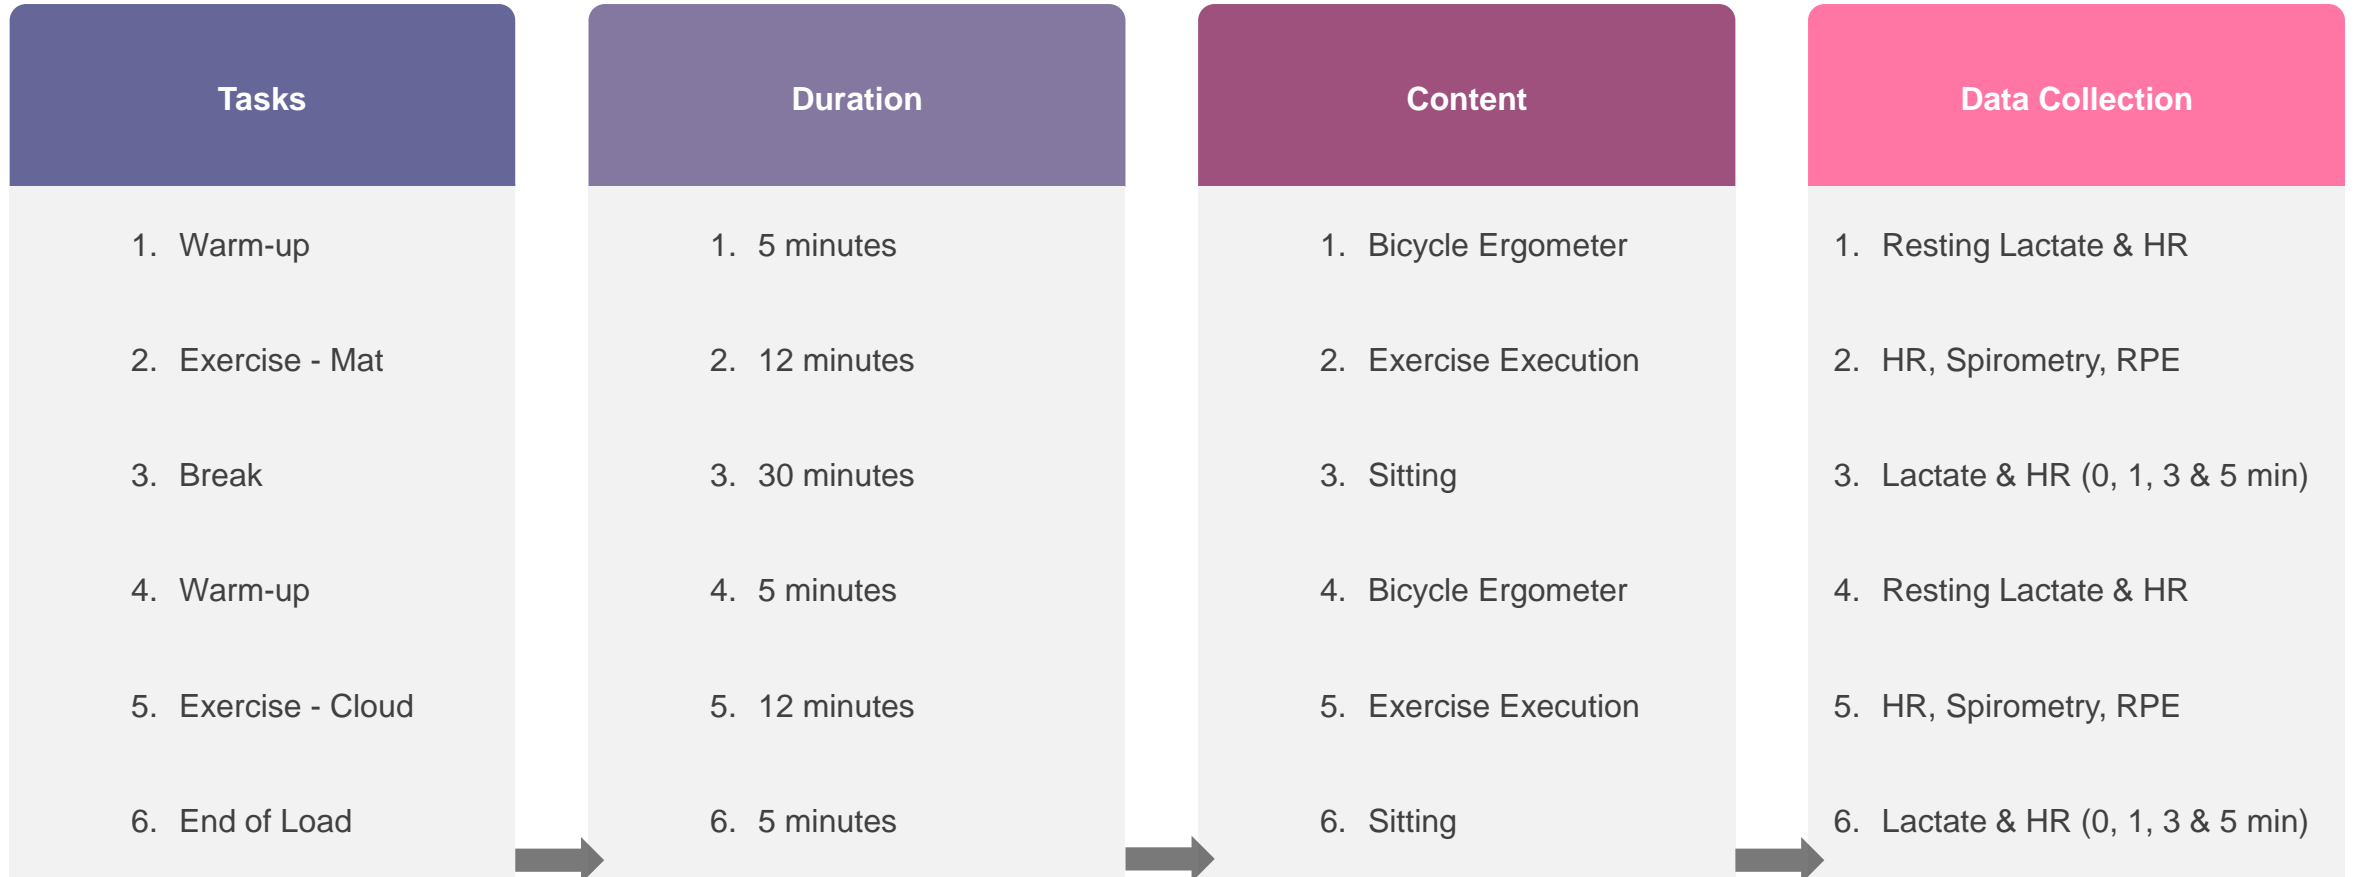 Tasks
1. Warm-up
2. Exercise - Mat
3. Break
4. Warm-up
5. Exercise - Cloud
6. End of Load
Duration
1. 5 minutes
2. 12 minutes
3. 30 minutes
4. 5 minutes
5. 12 minutes
6. 5 minutes
Content
1. Bicycle Ergometer
2. Exercise Execution
3. Sitting
4. Bicycle Ergometer
5. Exercise Execution
6. Sitting
Data Collection
1. Resting Lactate & HR
2. HR, Spirometry, RPE
3. Lactate & HR (0, 1, 3 & 5 min)
4. Resting Lactate & HR
5. HR, Spirometry, RPE
6. Lactate & HR (0, 1, 3 & 5 min)